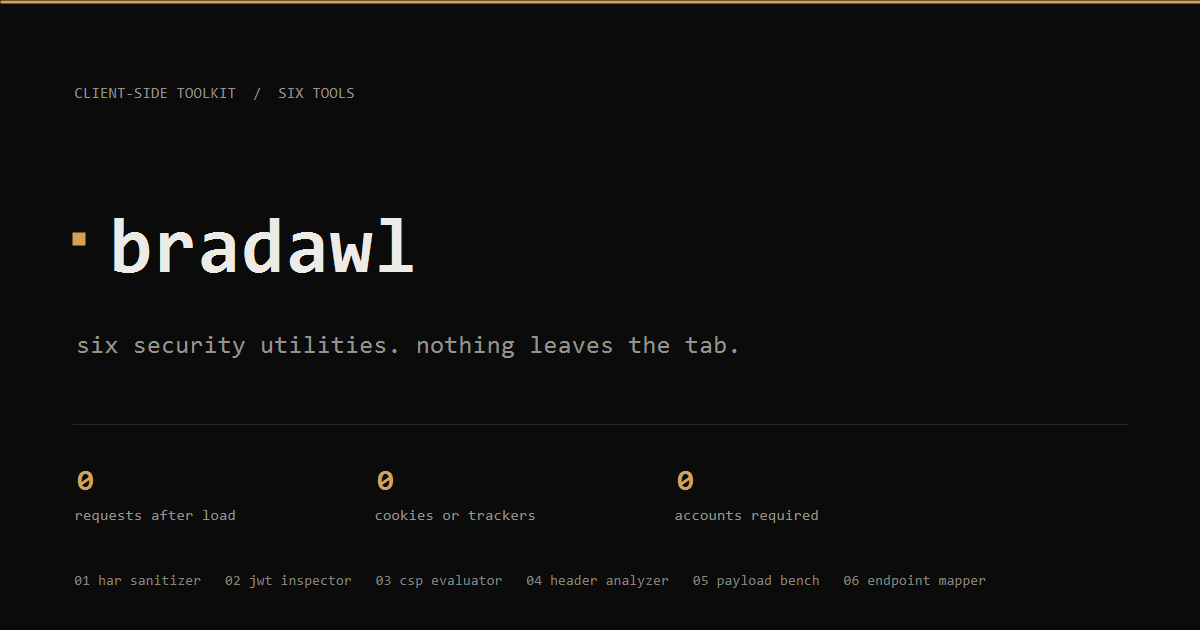 CLIENT-SIDE TOOLKIT / SIX TOOLS
bradawl
six security utilities. nothing leaves the tab.
0 0 0
requests after load cookies or trackers accounts required
01 har sanitizer 02 jwt inspector 03 csp evaluator 04 header analyzer 05 payload bench 06 endpoint mapper